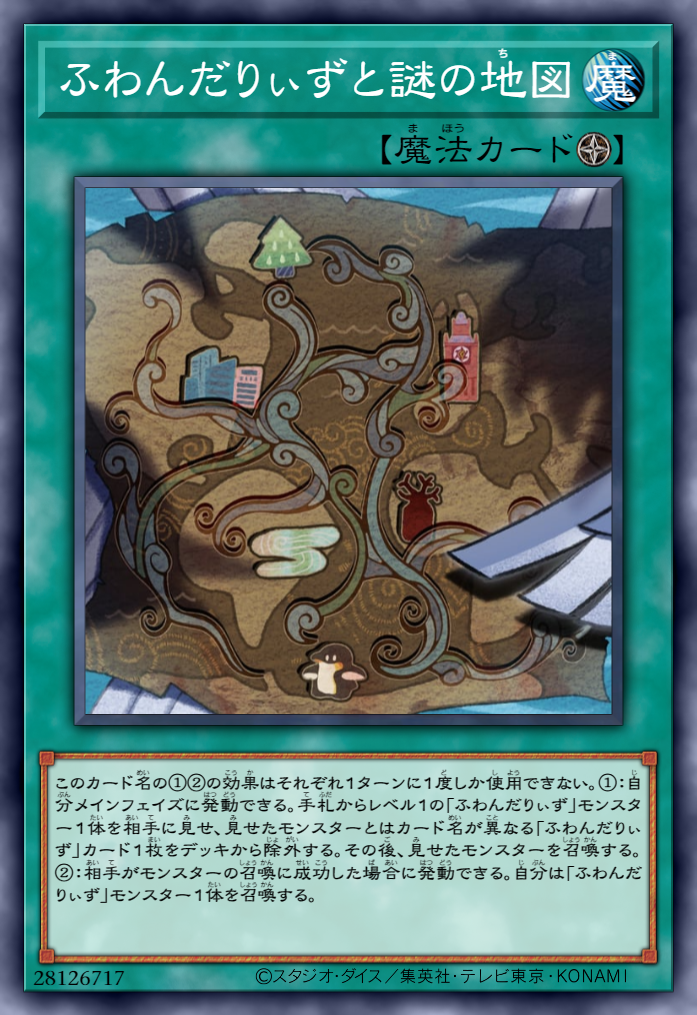 ふわんだりぃずと謎の地図 魔
【魔法カード】
このカード名の①②の効果はそれぞれ1ターンに1度しか使用できない。①:自
分メインフェイズに発動できる。手札からレベル1の「ふわんだりぃず」モンスタ
ー1体を相手に見せ、見せたモンスターとはカード名が異なる「ふわんだりぃ
ず」カード1枚をデッキから除外する。その後、見せたモンスターを召喚する。
②:相手がモンスターの召喚に成功した場合に発動できる。自分は「ふわんだ
りぃず」モンスター1体を召喚する。
28126717 ©スタジオ・ダイス／集英社・テレビ東京・KONAMI